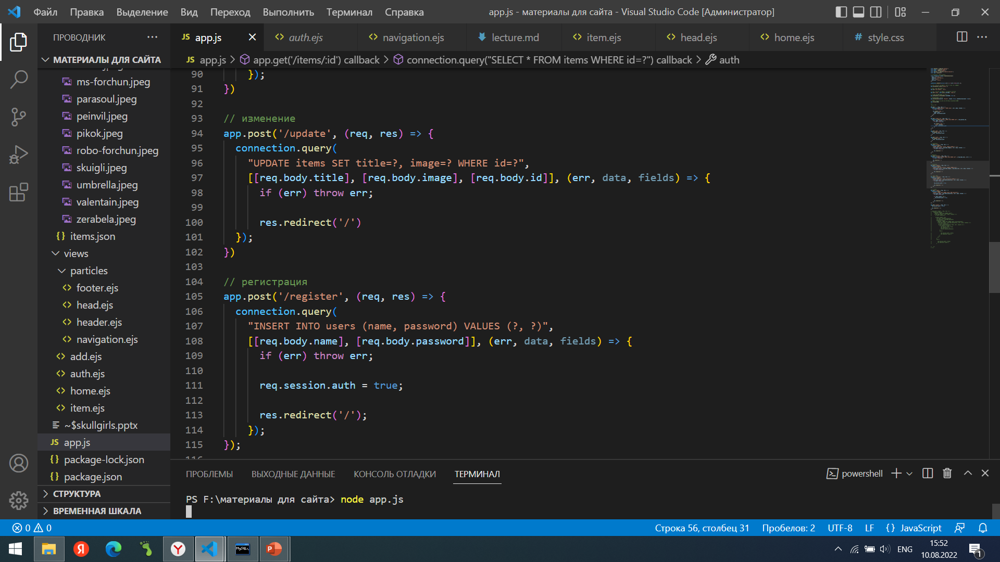 Файл Правка Выделение Вид Переход Выполнить Терминал Справка
app.js - материалы для сайта - Visual Studio Code [Администратор]
ПРОВОДНИК
JS app.js
auth.ejs
navigation.ejs
lecture.md
item.ejs
head.ejs
home.ejs
# style.css
МАТЕРИАЛЫ ДЛЯ САЙТА
JS app.js > app.get('/items/:id') callback > connection.query("SELECT * FROM items WHERE id=?") callback > auth
ms-forchun.jpeg
parasoul.jpeg
peinvil.jpeg
pikok.jpeg
robo-forchun.jpeg
skuigli.jpeg
umbrella.jpeg
valentain.jpeg
zerabela.jpeg
{} items.json
views
particles
footer.ejs
head.ejs
header.ejs
navigation.ejs
add.ejs
auth.ejs
home.ejs
item.ejs
~$skullgirls.pptx
JS app.js
{} package-lock.json
{} package.json
СТРУКТУРА
ВРЕМЕННАЯ ШКАЛА
90 });
91 })
92
93 // изменение
94 app.post('/update', (req, res) => {
95 connection.query(
96 "UPDATE items SET title=?, image=? WHERE id=?",
97 [[req.body.title], [req.body.image], [req.body.id]], (err, data, fields) => {
98 if (err) throw err;
99
100 res.redirect('/')
101 });
102 })
103
104 // регистрация
105 app.post('/register', (req, res) => {
106 connection.query(
107 "INSERT INTO users (name, password) VALUES (?, ?)",
108 [[req.body.name], [req.body.password]], (err, data, fields) => {
109 if (err) throw err;
110
111 req.session.auth = true;
112
113 res.redirect('/');
114 });
115 });
ПРОБЛЕМЫ ВЫХОДНЫЕ ДАННЫЕ КОНСОЛЬ ОТЛАДКИ ТЕРМИНАЛ
powershell
PS F:\материалы для сайта> node app.js
0 0
Строка 56, столбец 31 Пробелов: 2 UTF-8 LF {} JavaScript
ENG
15:52
10.08.2022
1